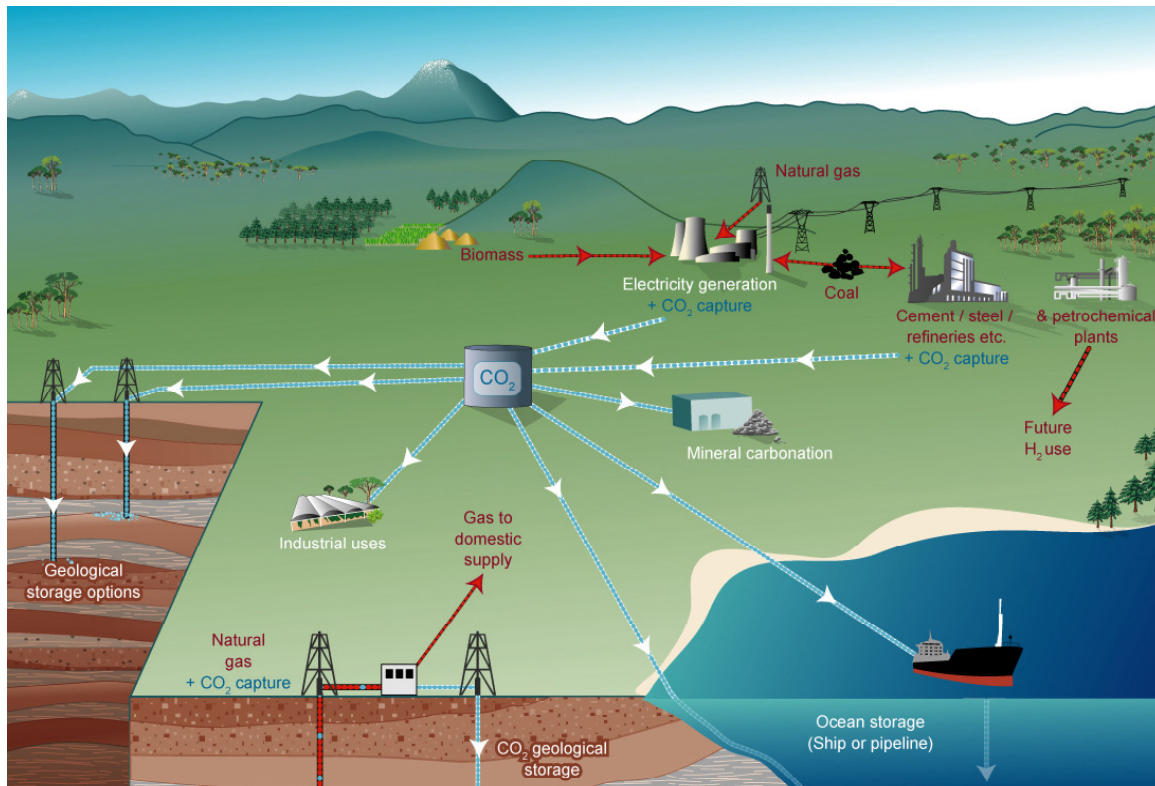 Natural gas
Biomass
Electricity generation
+ CO₂ capture
Coal
Cement / steel /
refineries etc.
+ CO₂ capture
& petrochemical
plants
CO₂
Future
H₂ use
Mineral carbonation
Industrial uses
Gas to
domestic
supply
Geological
storage options
Natural
gas
+ CO₂ capture
CO₂ geological
storage
Ocean storage
(Ship or pipeline)